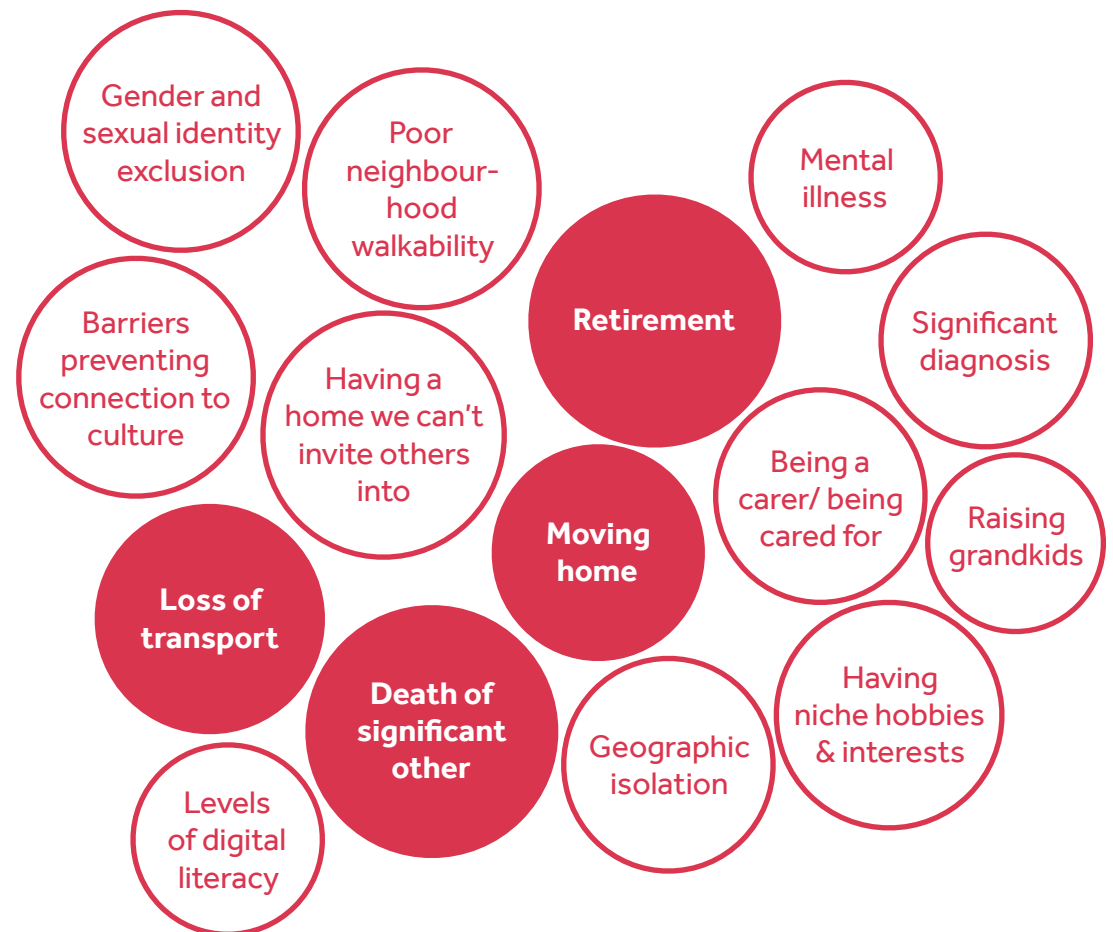 Gender and
sexual identity
exclusion
Poor
neighbour-
hood
walkability
Mental
illness
Retirement
Significant
diagnosis
Barriers
preventing
connection to
culture
Having a
home we can't
invite others
into
Being a
carer/ being
cared for
Raising
grandkids
Moving
home
Loss of
transport
Death of
significant
other
Geographic
isolation
Having
niche hobbies
& interests
Levels
of digital
literacy